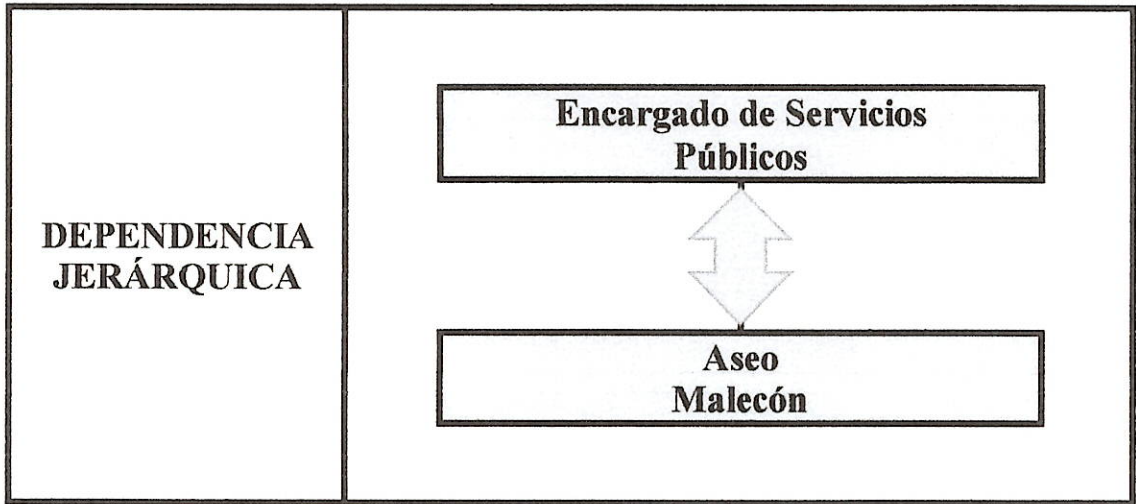 DEPENDENCIA
JERÁRQUICA
Encargado de Servicios
Públicos
Aseo
Malecón